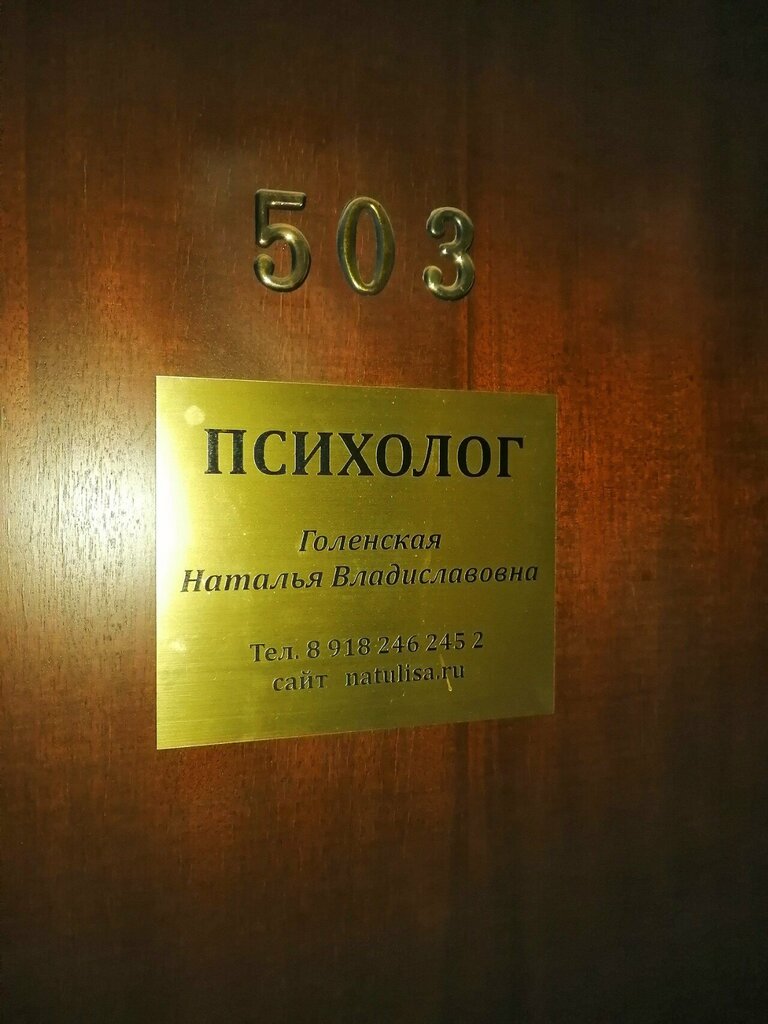 503
ПСИХОЛОГ
Голенская
Наталья Владиславовна
Тел. 8 918 246 245 2
сайт natulisa.ru